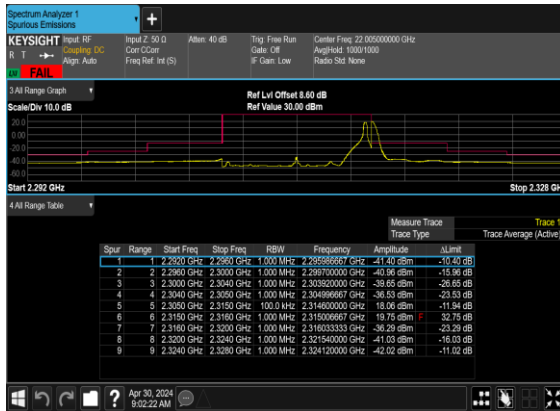 Spectrum Analyzer 1
Spurious Emissions
+
KEYSIGHT Input: RF Input Z: 50 Ω Atten: 40 dB Trig: Free Run Center Freq: 22.005000000 GHz
R T Coupling: DC Corr CCorr Gate: Off Avg|Hold: 1000/1000
Align: Auto Freq Ref: Int (S) IF Gain: Low Radio Std: None
FAIL
3 All Range Graph
Scale/Div 10.0 dB Ref Lvl Offset 8.60 dB
Ref Value 30.00 dBm
20.0
0.00
-20.0
-40.0
-60.0
Start 2.292 GHz Stop 2.328 GH
4 All Range Table
Measure Trace Trace 1
Trace Type Trace Average (Active)
Spur Range Start Freq Stop Freq RBW Frequency Amplitude ΔLimit
1 1 2.2920 GHz 2.2960 GHz 1.000 MHz 2.295986667 GHz -41.40 dBm -10.40 dB
2 2 2.2960 GHz 2.3000 GHz 1.000 MHz 2.299700000 GHz -40.96 dBm -15.96 dB
3 3 2.3000 GHz 2.3040 GHz 1.000 MHz 2.303920000 GHz -39.65 dBm -26.65 dB
4 4 2.3040 GHz 2.3050 GHz 1.000 MHz 2.304996667 GHz -36.53 dBm -23.53 dB
5 5 2.3050 GHz 2.3150 GHz 100.0 kHz 2.314600000 GHz 18.06 dBm -11.94 dB
6 6 2.3150 GHz 2.3160 GHz 1.000 MHz 2.315006667 GHz 19.75 dBm F 32.75 dB
7 7 2.3160 GHz 2.3200 GHz 1.000 MHz 2.316033333 GHz -36.29 dBm -23.29 dB
8 8 2.3200 GHz 2.3240 GHz 1.000 MHz 2.321540000 GHz -41.03 dBm -16.03 dB
9 9 2.3240 GHz 2.3280 GHz 1.000 MHz 2.324120000 GHz -42.02 dBm -11.02 dB
? Apr 30, 2024
9:02:22 AM